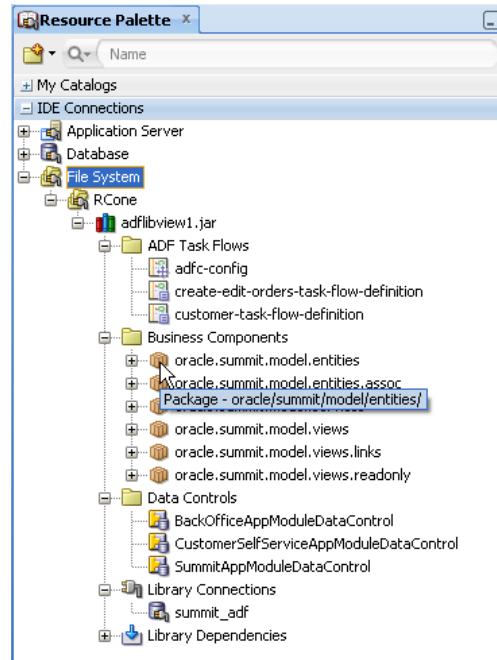 Resource Palette x
Name
My Catalogs
IDE Connections
Application Server
Database
File System
RCone
adflibview1.jar
ADF Task Flows
adfc-config
create-edit-orders-task-flow-definition
customer-task-flow-definition
Business Components
oracle.summit.model.entities
oracle.summit.model.entities.assoc
Package - oracle/summit/model/entities/
oracle.summit.model.views
oracle.summit.model.views.links
oracle.summit.model.views.readonly
Data Controls
BackOfficeAppModuleDataControl
CustomerSelfServiceAppModuleDataControl
SummitAppModuleDataControl
Library Connections
summit_adf
Library Dependencies